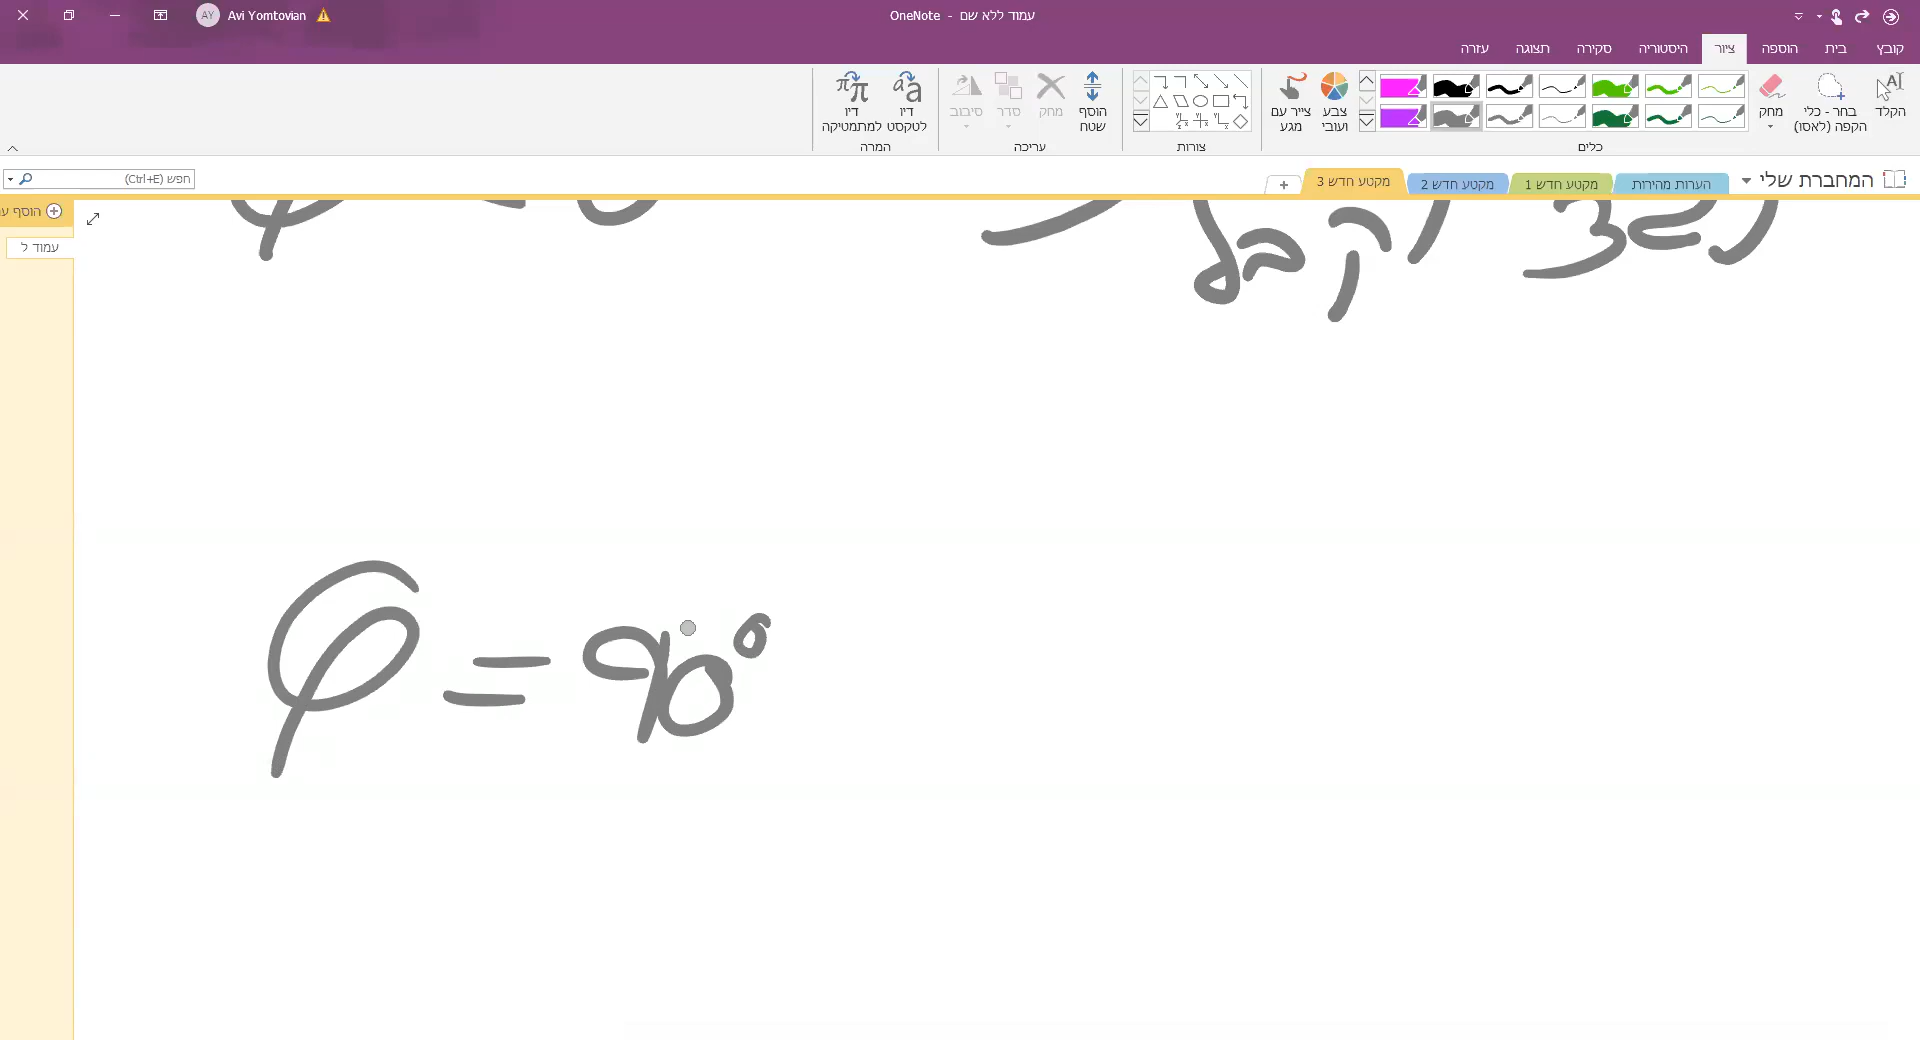 Avi Yomtovian
עמוד ללא שם - OneNote
קובץ בית הוספה ציור היסטוריה סקירה תצוגה עזרה
הקלד
בחר - כלי הקפה (לאסו)
מחק
כלים
צבע ועובי
צייר עם מגע
צורות
הוסף שטח
מחק
סדר
סיבוב
עריכה
דיו לטקסט
דיו למתמטיקה
המרה
המחברת שלי
הערות מהירות
מקטע חדש 1
מקטע חדש 2
מקטע חדש 3
חפש (Ctrl+E)
הוסף
עמוד ל
φ = 90°